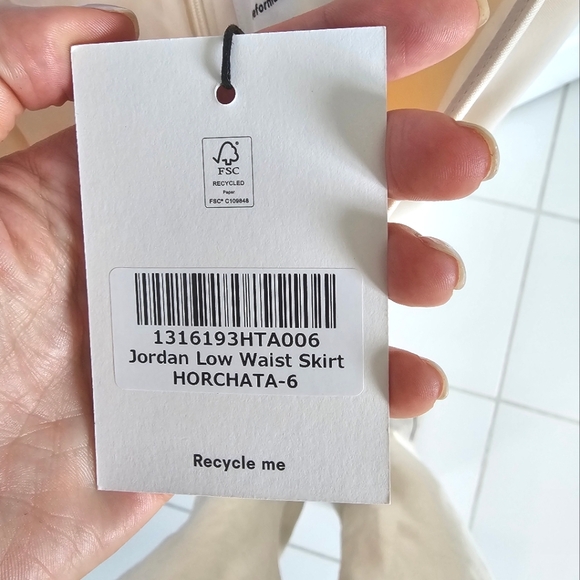 FSC
RECYCLED
Paper
FSC® C109848
1316193HTA006
Jordan Low Waist Skirt
HORCHATA-6
Recycle me